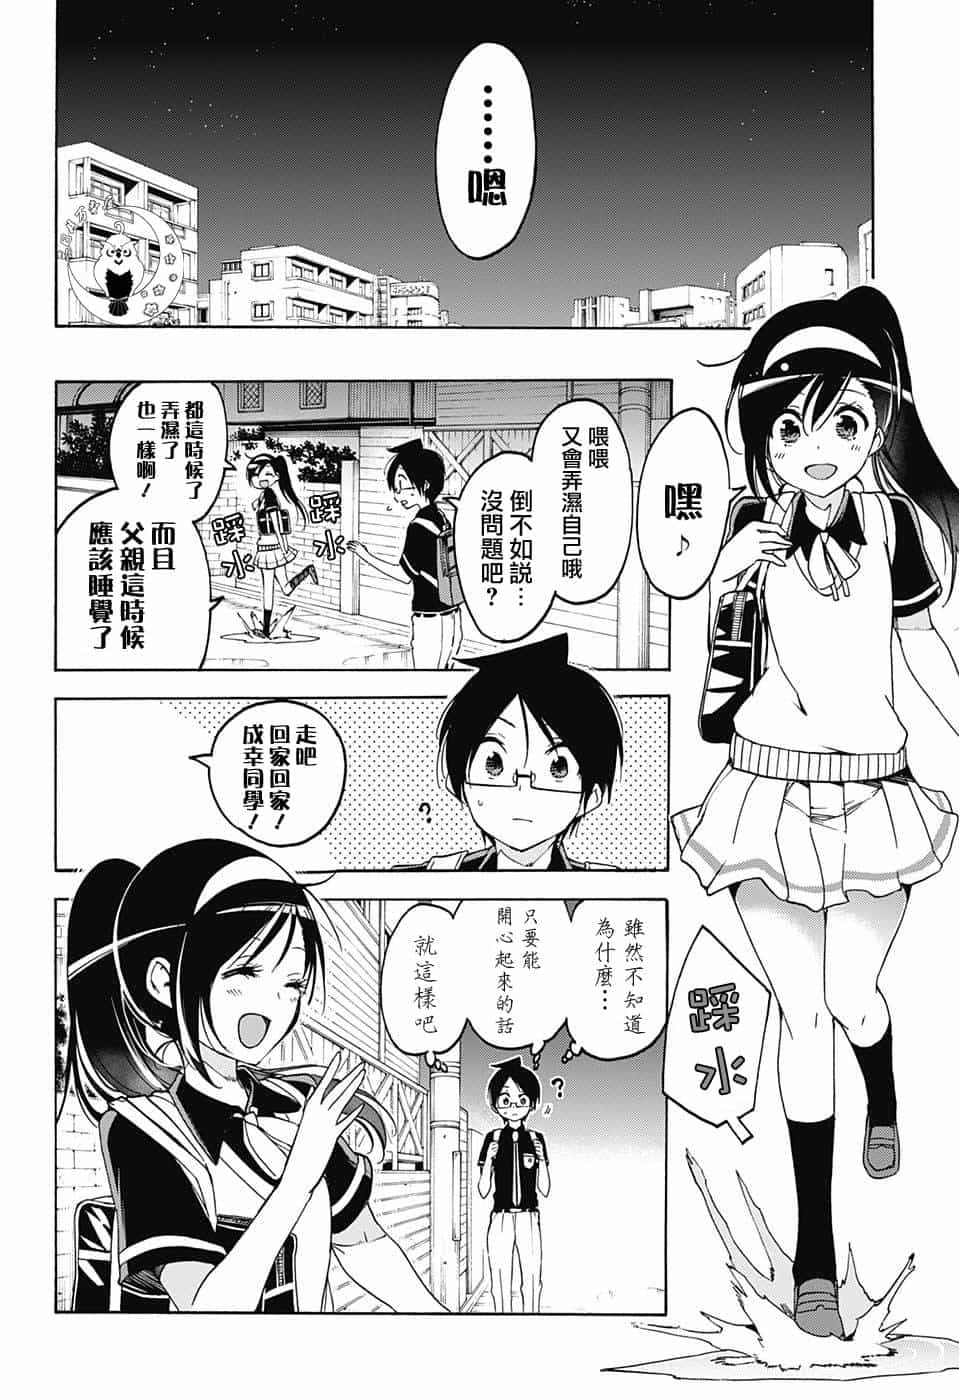 ……嗯
嘿♪
喂喂
又會弄濕自己哦
倒不如說…
沒問題吧？
踩水
踩水
都這時候了
弄濕了
也一樣啊！
而且
父親這時候
應該睡覺了
？
走吧
回家回家！
成幸同學！
踩水
雖然不知道
為什麼…
只要能
開心起來的話
就這樣吧
？